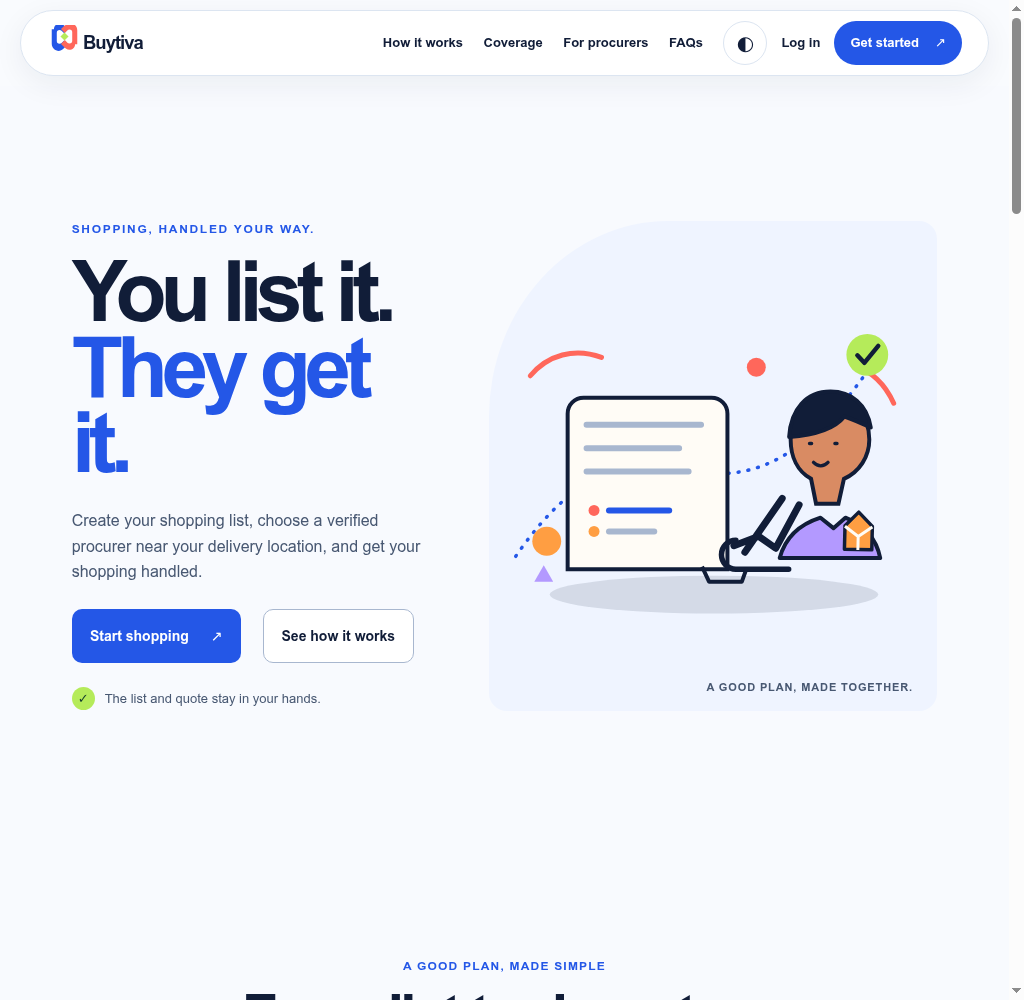 Buytiva
How it works
Coverage
For procurers
FAQs
Log in
Get started ↗
SHOPPING, HANDLED YOUR WAY.
You list it.
They get
it.
Create your shopping list, choose a verified
procurer near your delivery location, and get your
shopping handled.
Start shopping ↗
See how it works
✓ The list and quote stay in your hands.
A GOOD PLAN, MADE TOGETHER.
A GOOD PLAN, MADE SIMPLE